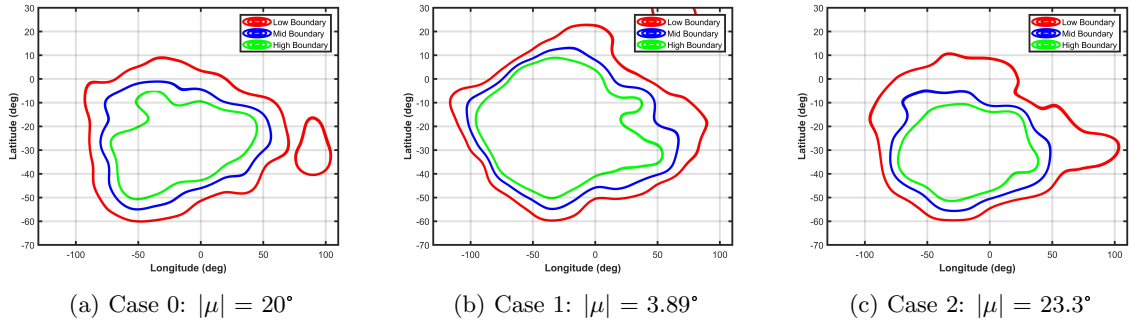 30
20
10
0
-10
-20
-30
-40
-50
-60
-70
-100
-50
0
50
100
Latitude (deg)
Longitude (deg)
Low Boundary
Mid Boundary
High Boundary
(a) Case 0: |μ| = 20°
30
20
10
0
-10
-20
-30
-40
-50
-60
70
-100
-50
0
50
100
Latitude (deg)
Longitude (deg)
Low Boundary
Mid Boundary
High Boundary
(b) Case 1: |μ| = 3.89°
30
20
10
0
-10
-20
-30
-40
-50
-60
70
-100
-50
0
50
100
Latitude (deg)
Longitude (deg)
Low Boundary
Mid Boundary
High Boundary
(c) Case 2: |μ| = 23.3°